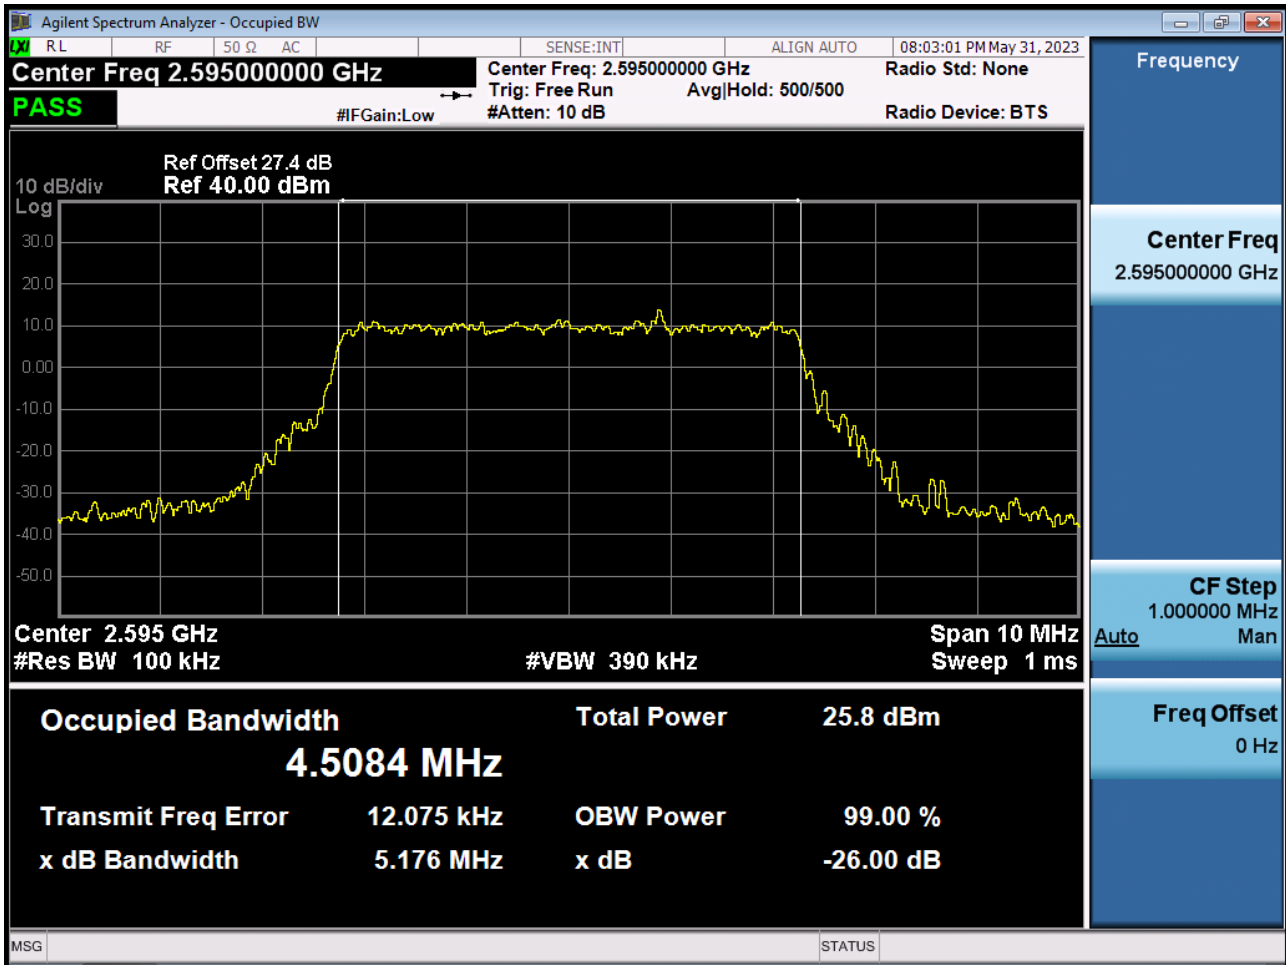 Agilent Spectrum Analyzer - Occupied BW
LXI RL RF 50 Ω AC SENSE:INT ALIGN AUTO 08:03:01 PM May 31, 2023
Center Freq 2.595000000 GHz
Center Freq: 2.595000000 GHz
Radio Std: None
Trig: Free Run Avg|Hold: 500/500
PASS
#IFGain:Low
#Atten: 10 dB
Radio Device: BTS
Ref Offset 27.4 dB
10 dB/div Ref 40.00 dBm
Log
30.0
20.0
10.0
0.00
-10.0
-20.0
-30.0
-40.0
-50.0
Center 2.595 GHz Span 10 MHz
#Res BW 100 kHz #VBW 390 kHz Sweep 1 ms
Occupied Bandwidth Total Power 25.8 dBm
4.5084 MHz
Transmit Freq Error 12.075 kHz OBW Power 99.00 %
x dB Bandwidth 5.176 MHz x dB -26.00 dB
MSG STATUS
Frequency
Center Freq
2.595000000 GHz
CF Step
1.000000 MHz
Auto Man
Freq Offset
0 Hz